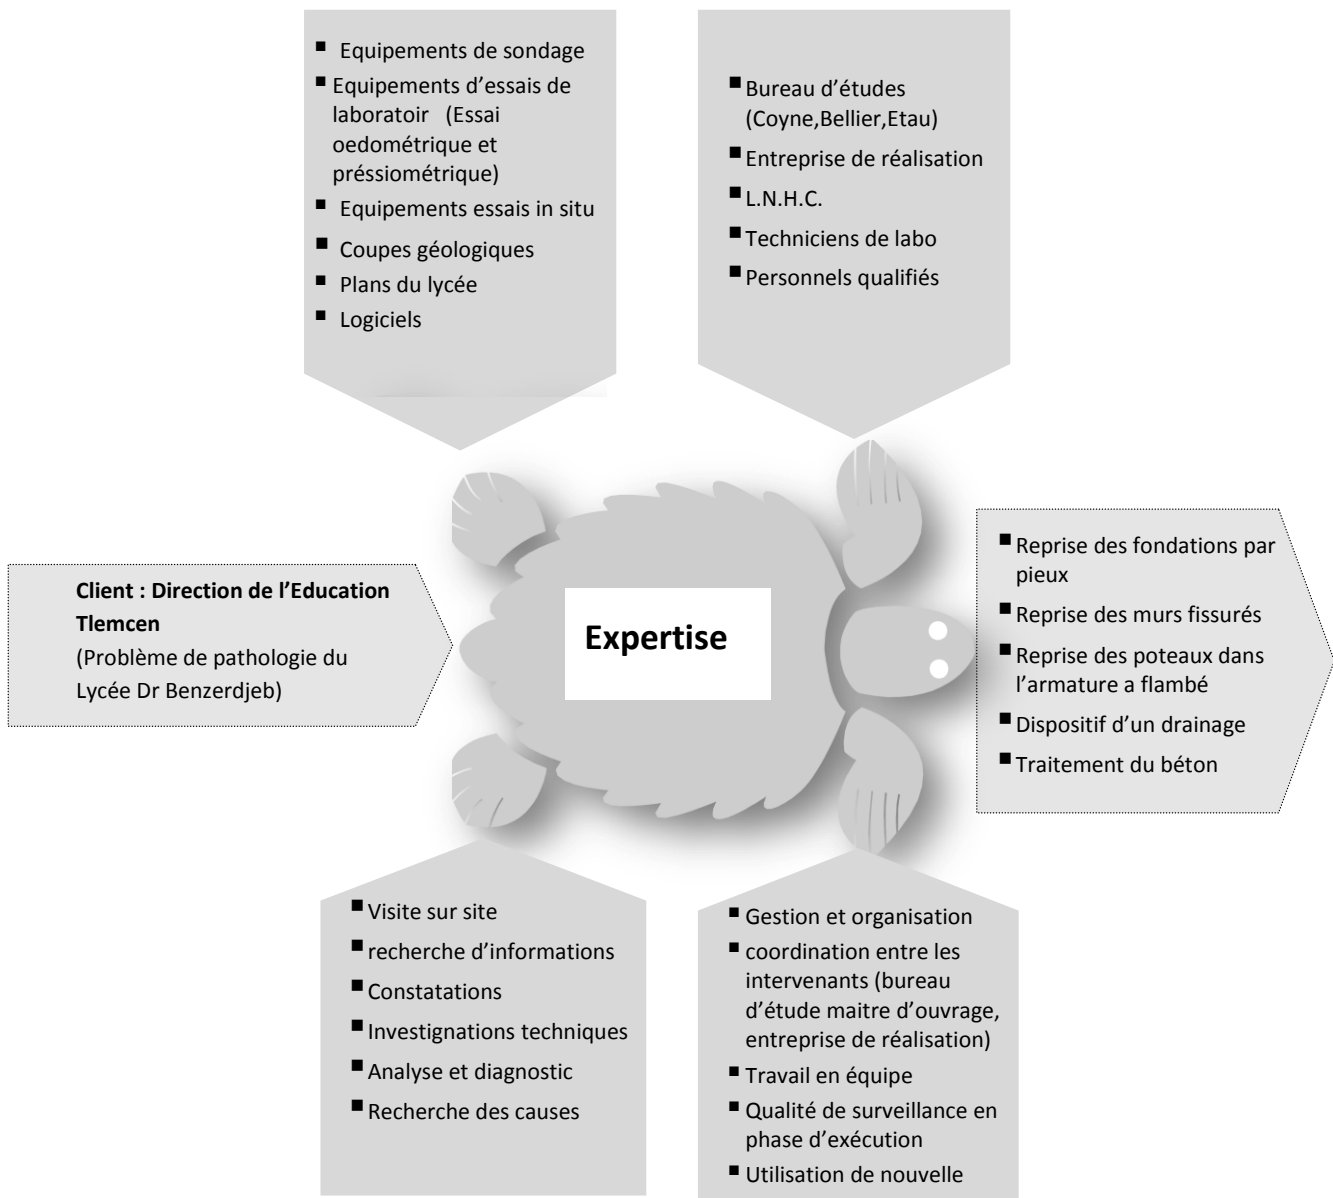 Equipements de sondage
Equipements d’essais de
laboratoir (Essai
oedométrique et
préssiométrique)
Equipements essais in situ
Coupes géologiques
Plans du lycée
Logiciels
Bureau d’études
(Coyne,Bellier,Etau)
Entreprise de réalisation
L.N.H.C.
Techniciens de labo
Personnels qualifiés
Client : Direction de l’Education
Tlemcen
(Problème de pathologie du
Lycée Dr Benzerdjeb)
Expertise
Reprise des fondations par
pieux
Reprise des murs fissurés
Reprise des poteaux dans
l’armature a flambé
Dispositif d’un drainage
Traitement du béton
Visite sur site
recherche d’informations
Constatations
Investignations techniques
Analyse et diagnostic
Recherche des causes
Gestion et organisation
coordination entre les
intervenants (bureau
d’étude maitre d’ouvrage,
entreprise de réalisation)
Travail en équipe
Qualité de surveillance en
phase d’exécution
Utilisation de nouvelle